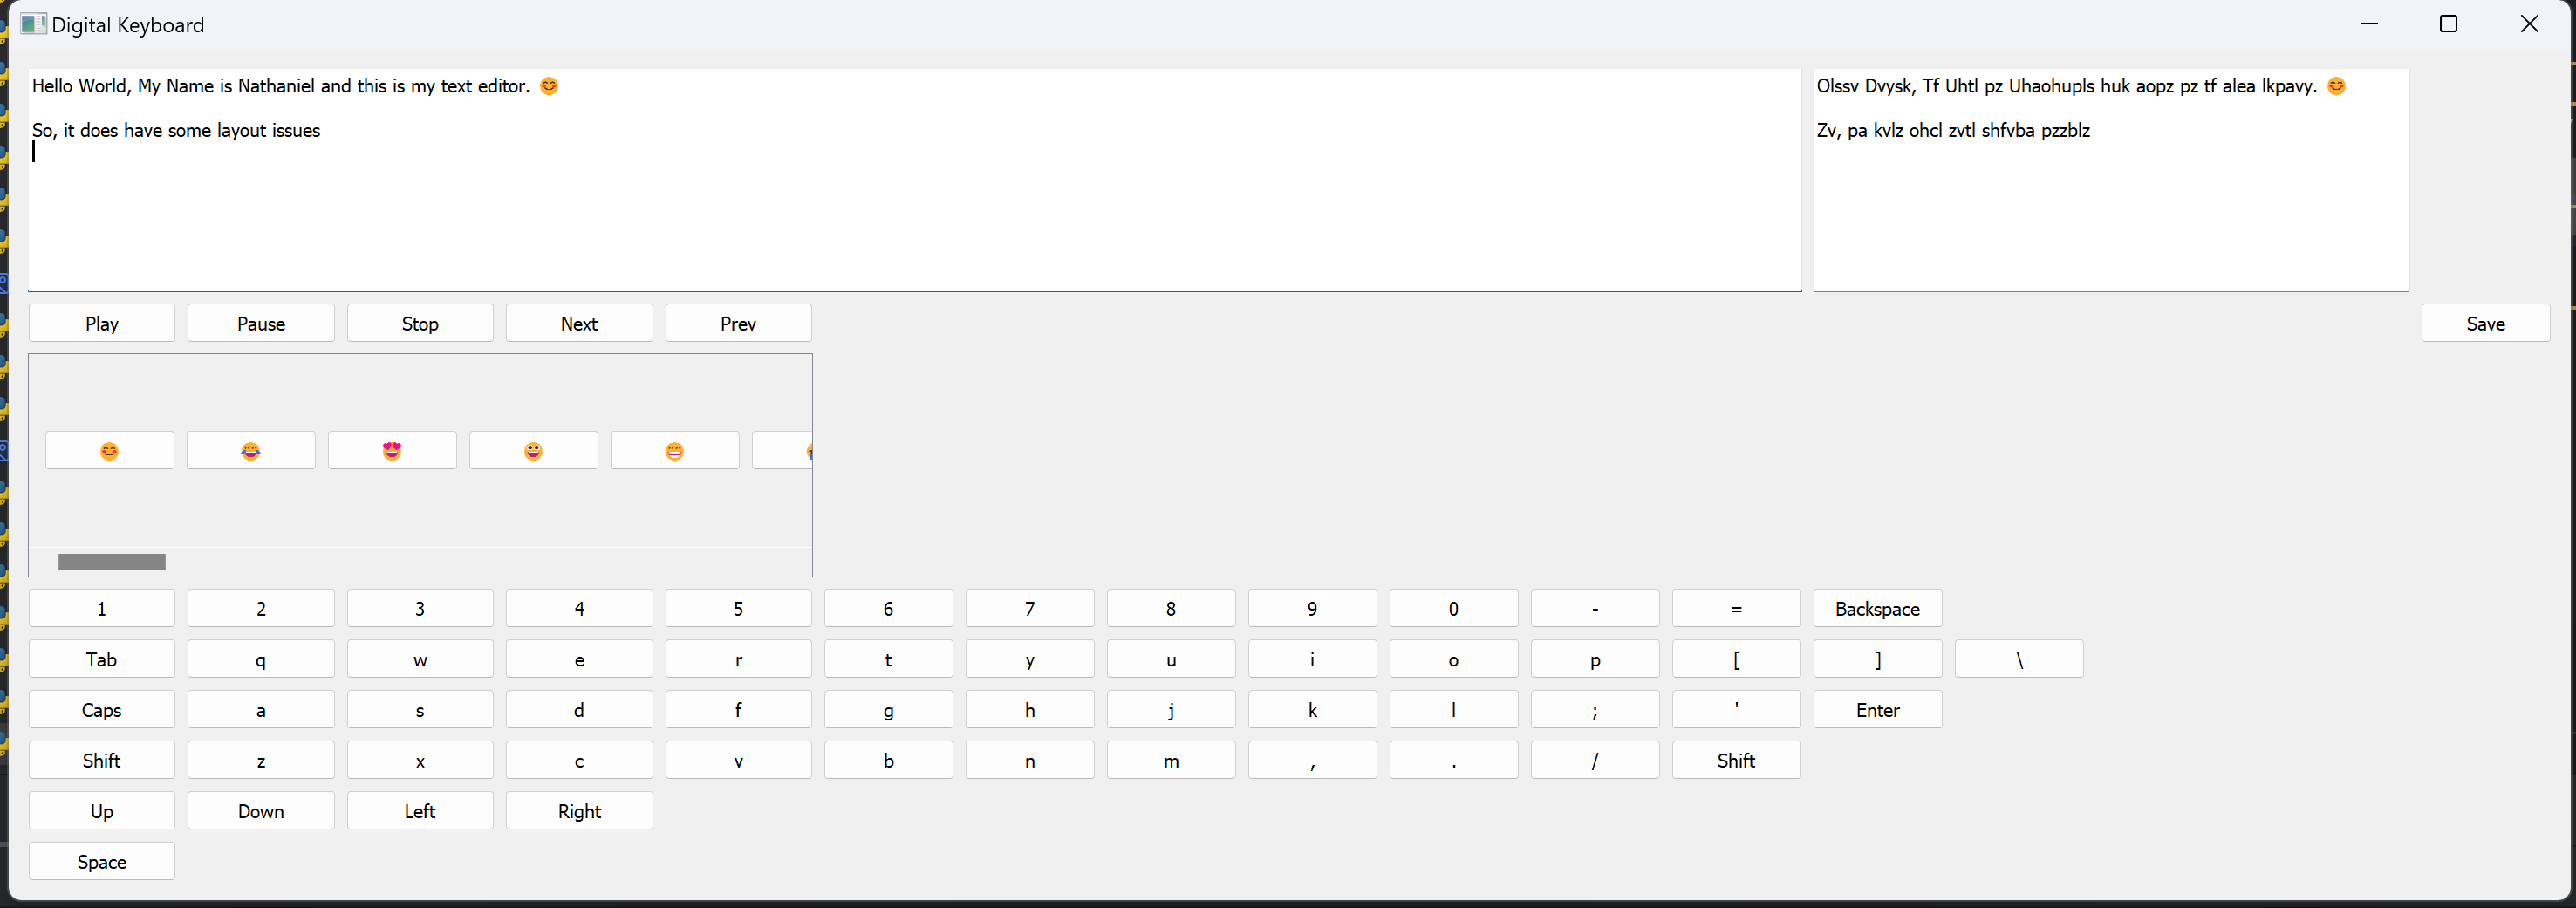 Digital Keyboard
Hello World, My Name is Nathaniel and this is my text editor. 😊
So, it does have some layout issues
Olssv Dvysk, Tf Uhtl pz Uhaohupls huk aopz pz tf alea lkpavy. 😊
Zv, pa kvlz ohcl zvtl shfvba pzzblz
Play Pause Stop Next Prev Save
😊 😂 😍 😀 😁
1 2 3 4 5 6 7 8 9 0 - = Backspace
Tab q w e r t y u i o p [ ] \
Caps a s d f g h j k l ; ' Enter
Shift z x c v b n m , . / Shift
Up Down Left Right
Space